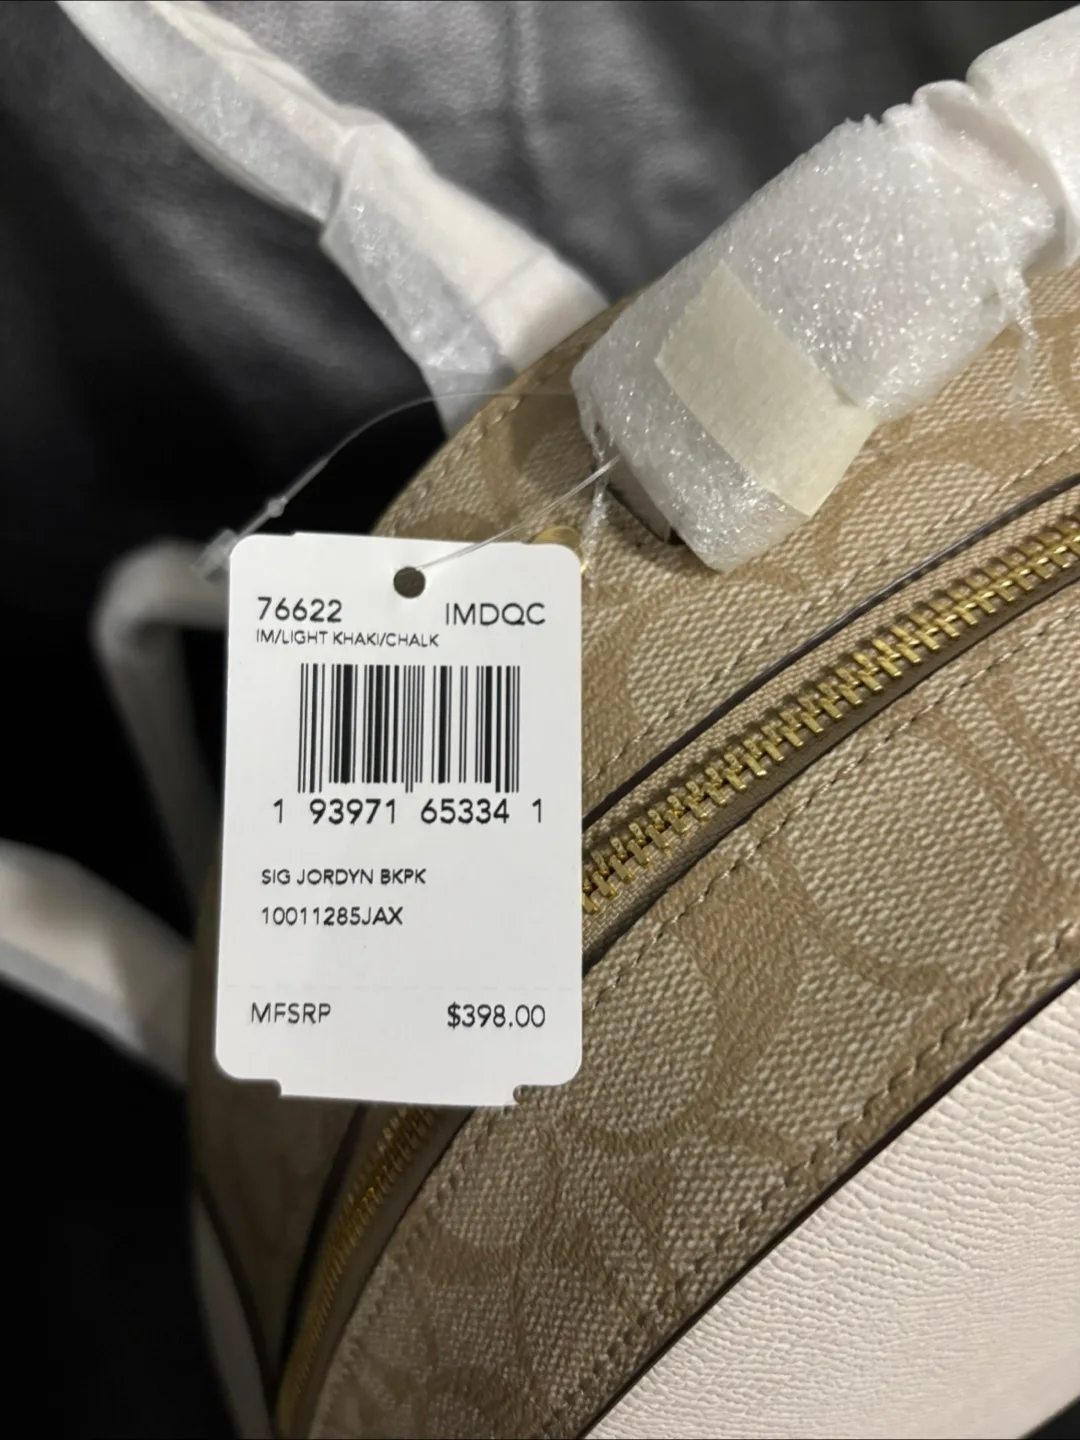 76622 IMDQC
IM/LIGHT KHAKI/CHALK
1 93971 65334 1
SIG JORDYN BKPK
10011285JAX
MFSRP $398.00